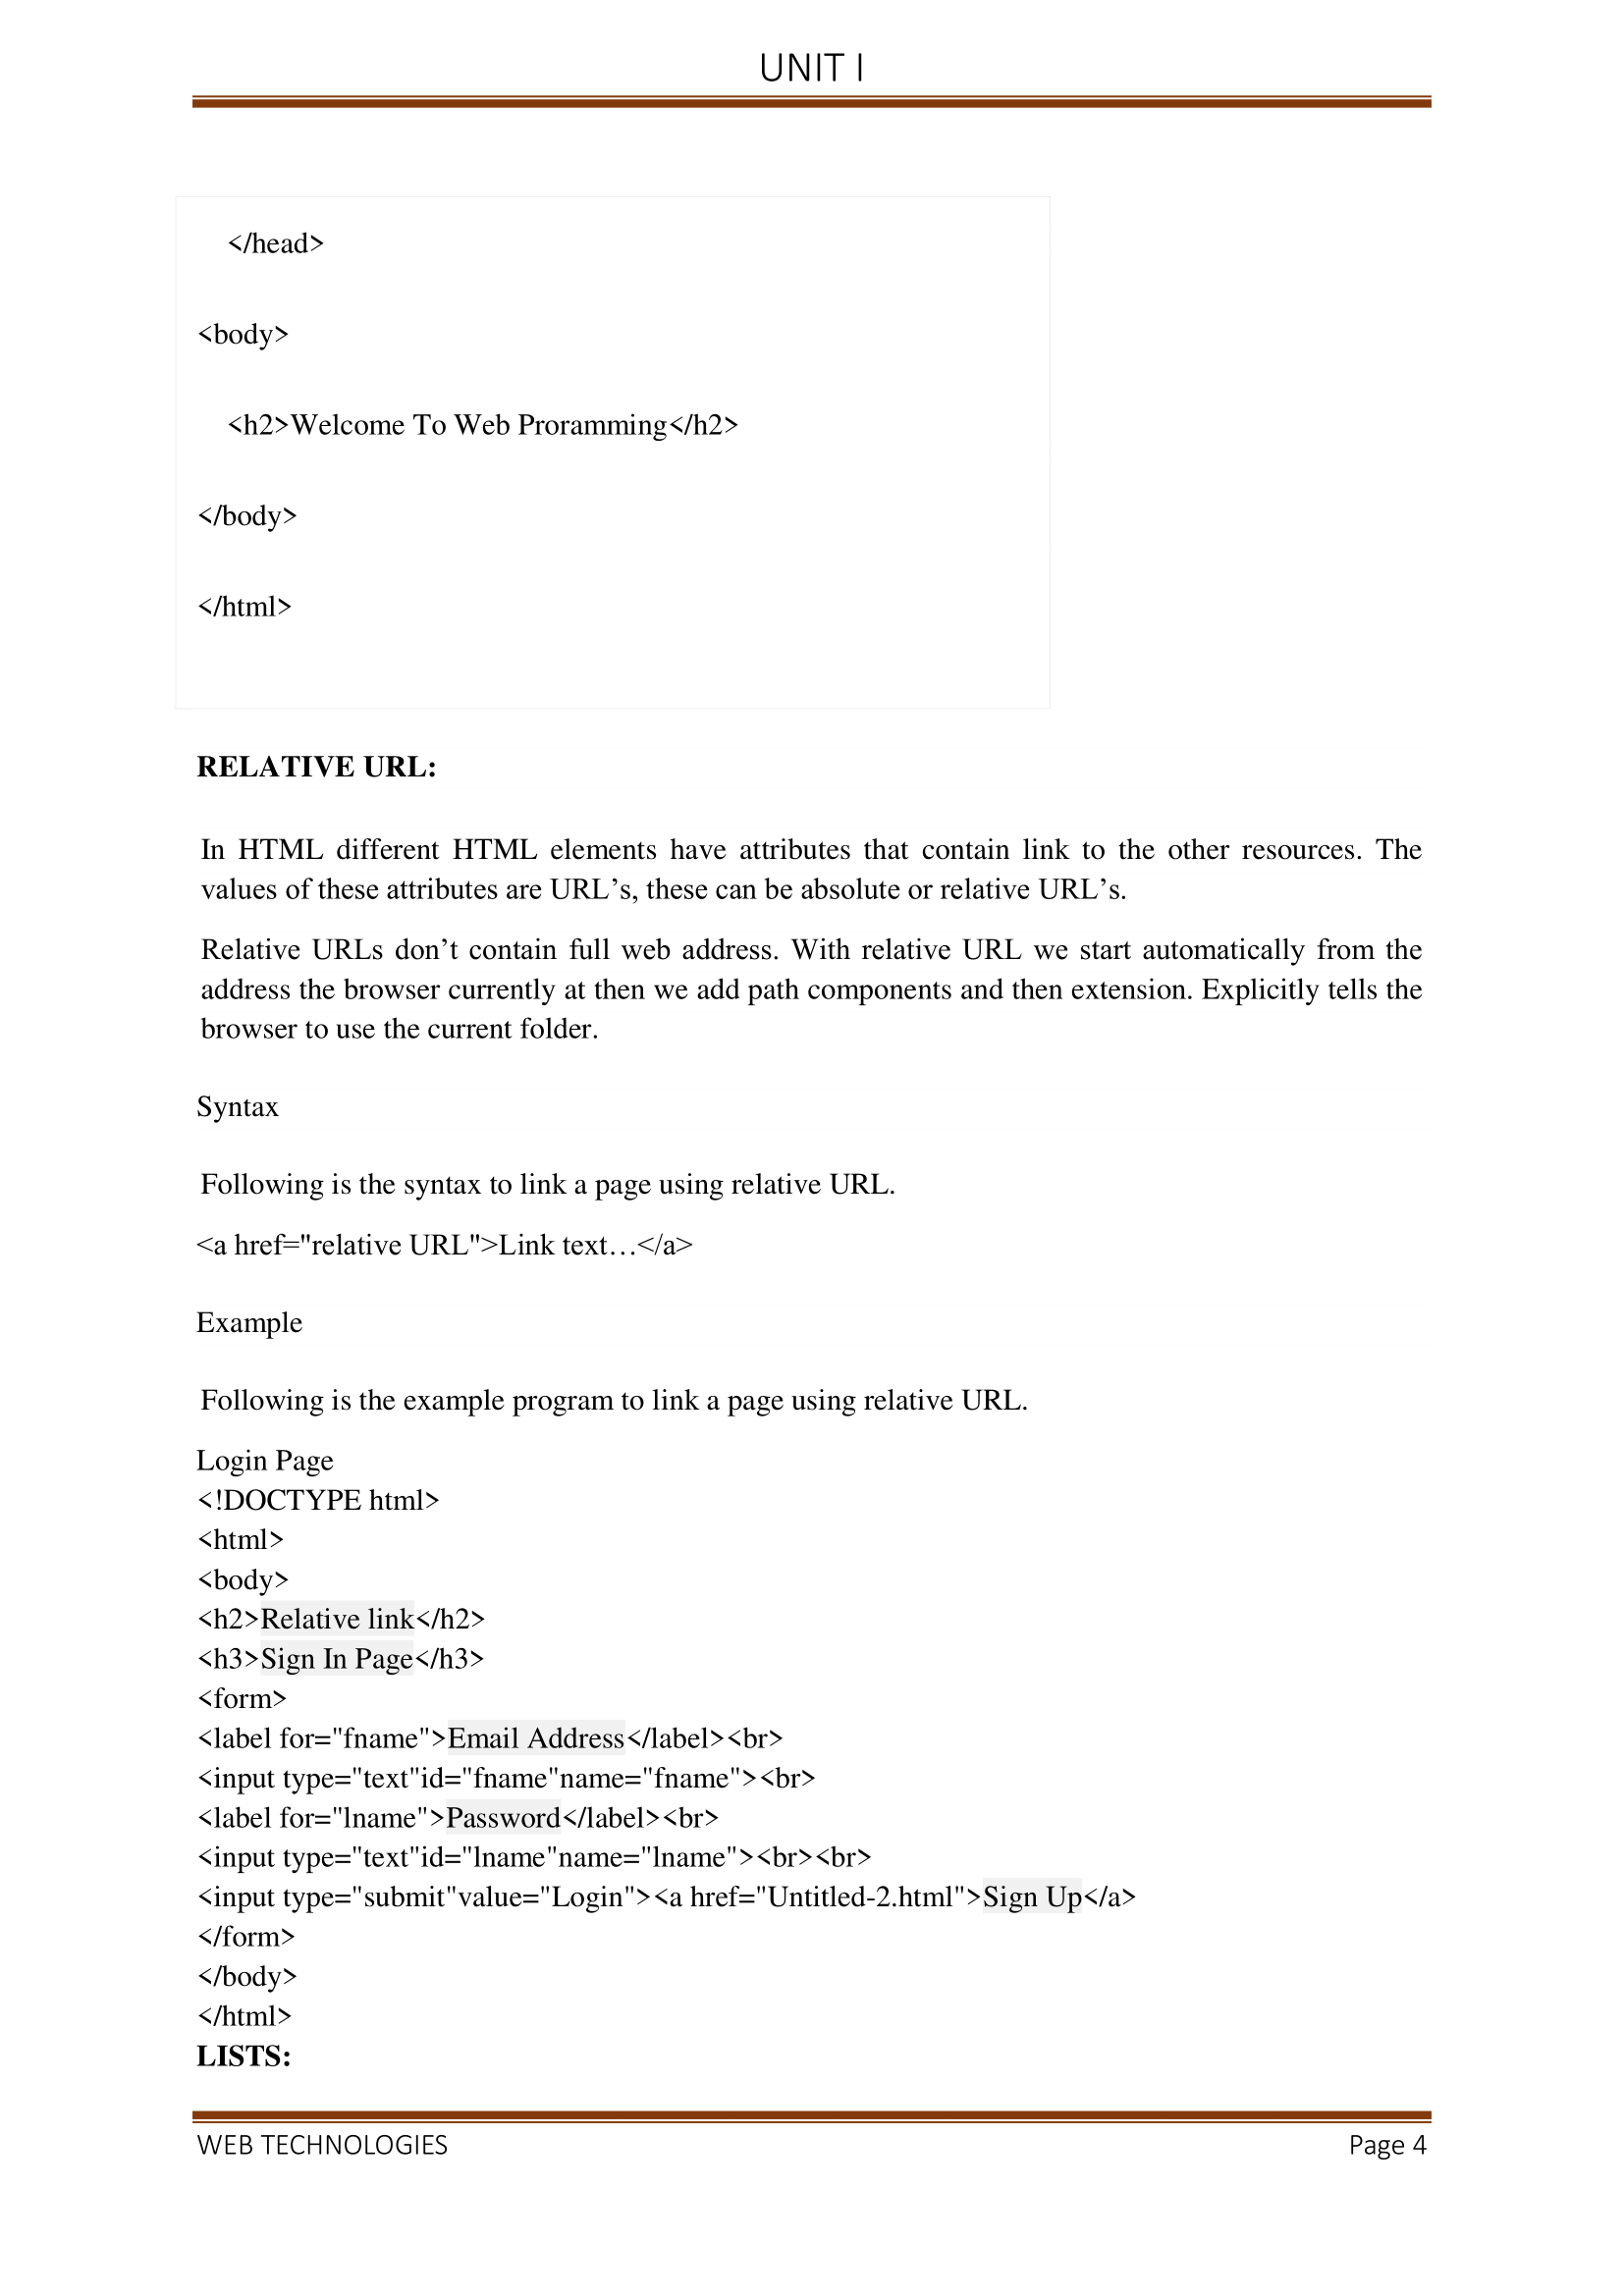 UNIT I
</head>
<body>
<h2>Welcome To Web Proramming</h2>
</body>
</html>
RELATIVE URL:
In HTML different HTML elements have attributes that contain link to the other resources. The
values of these attributes are URL’s, these can be absolute or relative URL’s.
Relative URLs don’t contain full web address. With relative URL we start automatically from the
address the browser currently at then we add path components and then extension. Explicitly tells the
browser to use the current folder.
Syntax
Following is the syntax to link a page using relative URL.
<a href="relative URL">Link text…</a>
Example
Following is the example program to link a page using relative URL.
Login Page
<!DOCTYPE html>
<html>
<body>
<h2>Relative link</h2>
<h3>Sign In Page</h3>
<form>
<label for="fname">Email Address</label><br>
<input type="text"id="fname"name="fname"><br>
<label for="lname">Password</label><br>
<input type="text"id="lname"name="lname"><br><br>
<input type="submit"value="Login"><a href="Untitled-2.html">Sign Up</a>
</form>
</body>
</html>
LISTS:
WEB TECHNOLOGIES Page 4